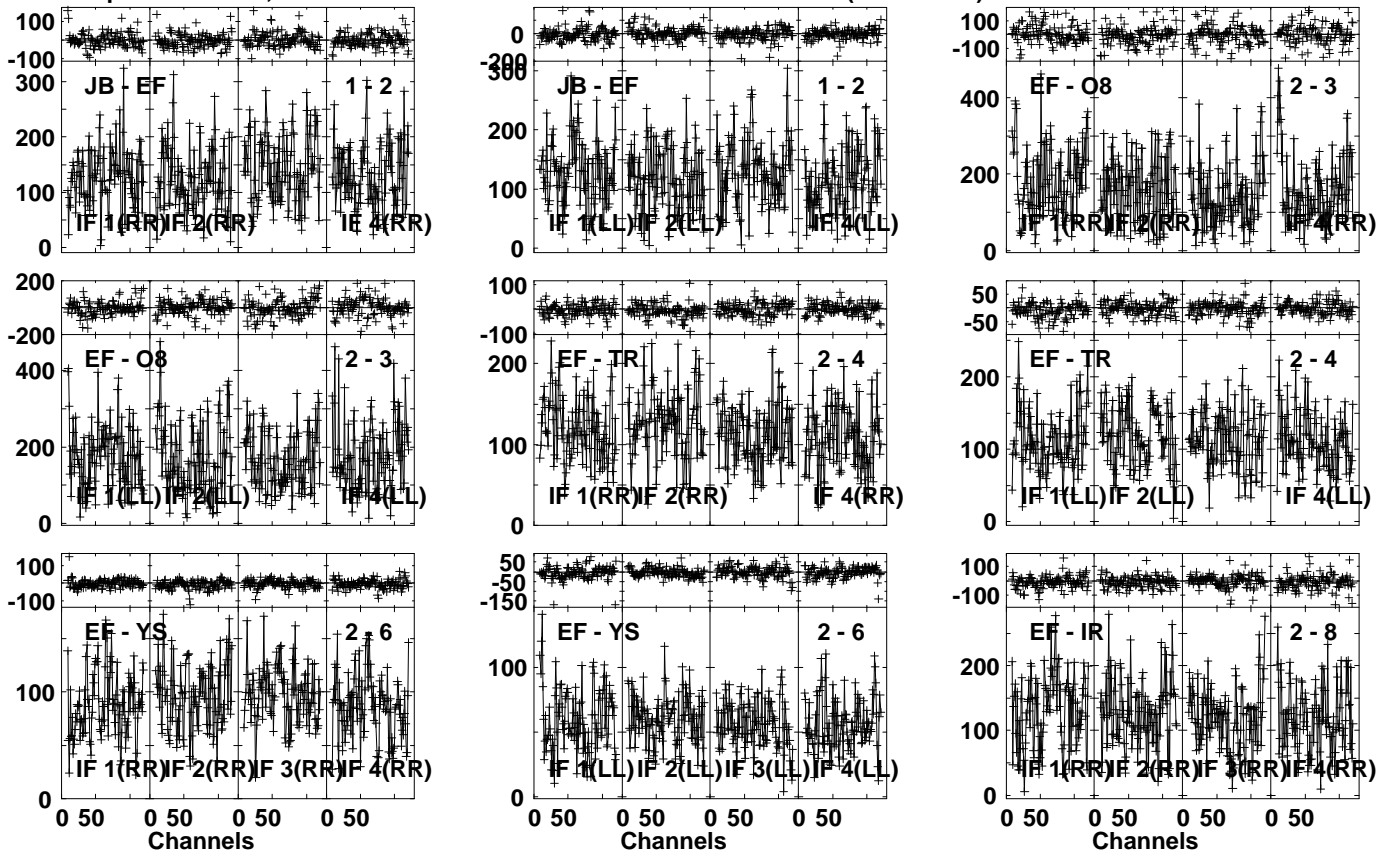 100 0 -100 300 200 100 0 JB - EF 1 - 2 IF 1(RR) IF 2(RR) IF 4(RR)
0 -200 300 200 100 0 JB - EF 1 - 2 IF 1(LL) IF 2(LL) IF 4(LL)
100 0 -100 400 200 0 EF - O8 2 - 3 IF 1(RR) IF 2(RR) IF 4(RR)
200 -200 400 300 200 100 0 EF - O8 2 - 3 IF 1(LL) IF 2(LL) IF 4(LL)
100 -100 200 100 0 EF - TR 2 - 4 IF 1(RR) IF 2(RR) IF 4(RR)
50 -50 200 100 0 EF - TR 2 - 4 IF 1(LL) IF 2(LL) IF 4(LL)
100 -100 100 0 EF - YS 2 - 6 IF 1(RR) IF 2(RR) IF 3(RR) IF 4(RR)
50 -50 -150 100 0 EF - YS 2 - 6 IF 1(LL) IF 2(LL) IF 3(LL) IF 4(LL)
100 -100 200 100 0 EF - IR 2 - 8 IF 1(RR) IF 2(RR) IF 3(RR) IF 4(RR)
0 50 0 50 0 50 0 50
Channels
0 50 0 50 0 50 0 50
Channels
0 50 0 50 0 50 0 50
Channels